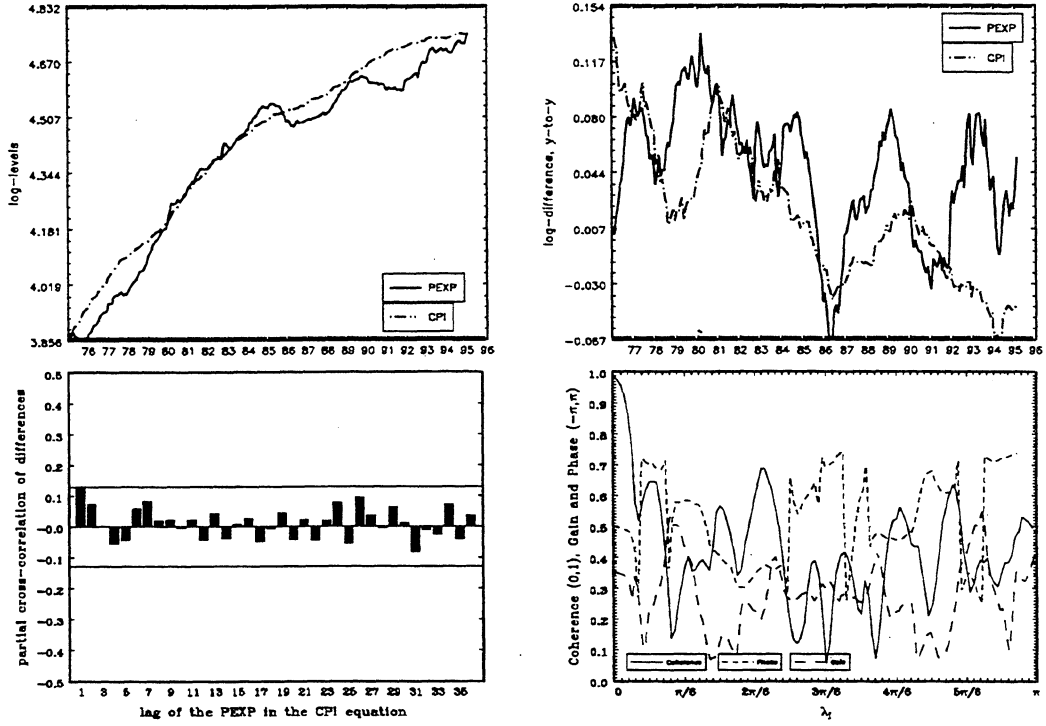 4.832
4.670
4.507
4.344
4.181
4.019
3.856
log-levels
PEXP
CPI
76 77 78 79 80 81 82 83 84 85 86 87 88 89 90 91 92 93 94 95 96
0.154
0.117
0.080
0.044
0.007
-0.030
-0.067
log-difference, y-to-y
PEXP
CPI
77 78 79 80 81 82 83 84 85 86 87 88 89 90 91 92 93 94 95 96
0.5
0.4
0.3
0.2
0.1
-0.0
-0.1
-0.2
-0.3
-0.4
-0.5
partial cross-correlation of differences
1 3 5 7 9 11 13 15 17 19 21 23 25 27 29 31 33 35
lag of the PEXP in the CPI equation
1.0
0.9
0.8
0.7
0.6
0.5
0.4
0.3
0.2
0.1
0.0
Coherence (0,1), Gain and Phase (-π,π)
Coherence
Phase
Gain
0 π/6 2π/6 3π/6 4π/6 5π/6 π
λj